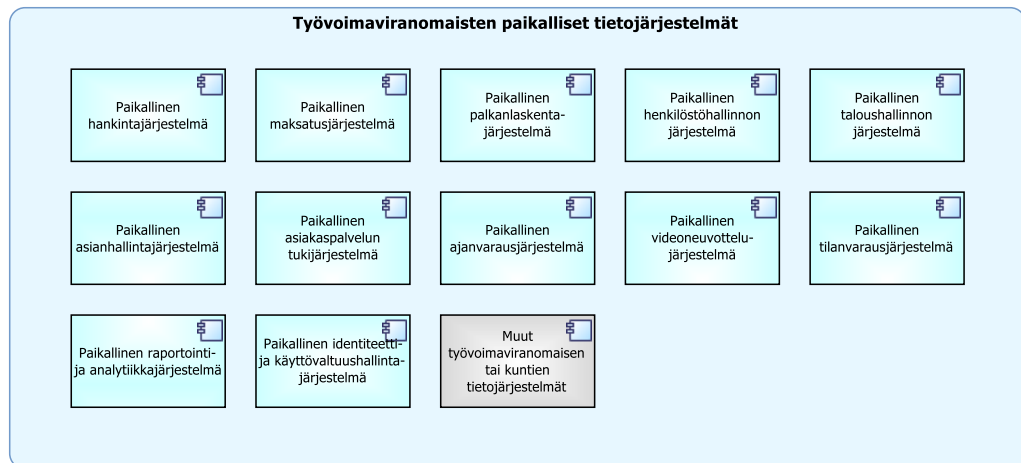 Työvoimaviranomaisten paikalliset tietojärjestelmät
Paikallinen
hankintajärjestelmä
Paikallinen
maksatusjärjestelmä
Paikallinen
palkanlaskenta-
järjestelmä
Paikallinen
henkilöstöhallinnon
järjestelmä
Paikallinen
taloushallinnon
järjestelmä
Paikallinen
asianhallintajärjestelmä
Paikallinen
asiakaspalvelun
tukijärjestelmä
Paikallinen
ajanvarausjärjestelmä
Paikallinen
videoneuvottelu-
järjestelmä
Paikallinen
tilanvarausjärjestelmä
Paikallinen raportointi-
ja analytiikkajärjestelmä
Paikallinen identiteetti-
ja käyttövaltuushallinta-
järjestelmä
Muut
työvoimaviranomaisen
tai kuntien
tietojärjestelmät